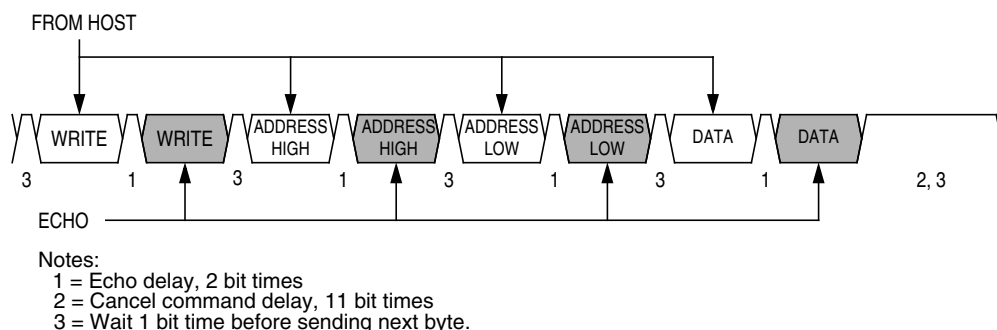 FROM HOST
WRITE WRITE ADDRESS HIGH ADDRESS HIGH ADDRESS LOW ADDRESS LOW DATA DATA
3 1 3 1 3 1 3 1 2, 3
ECHO
Notes:
1 = Echo delay, 2 bit times
2 = Cancel command delay, 11 bit times
3 = Wait 1 bit time before sending next byte.